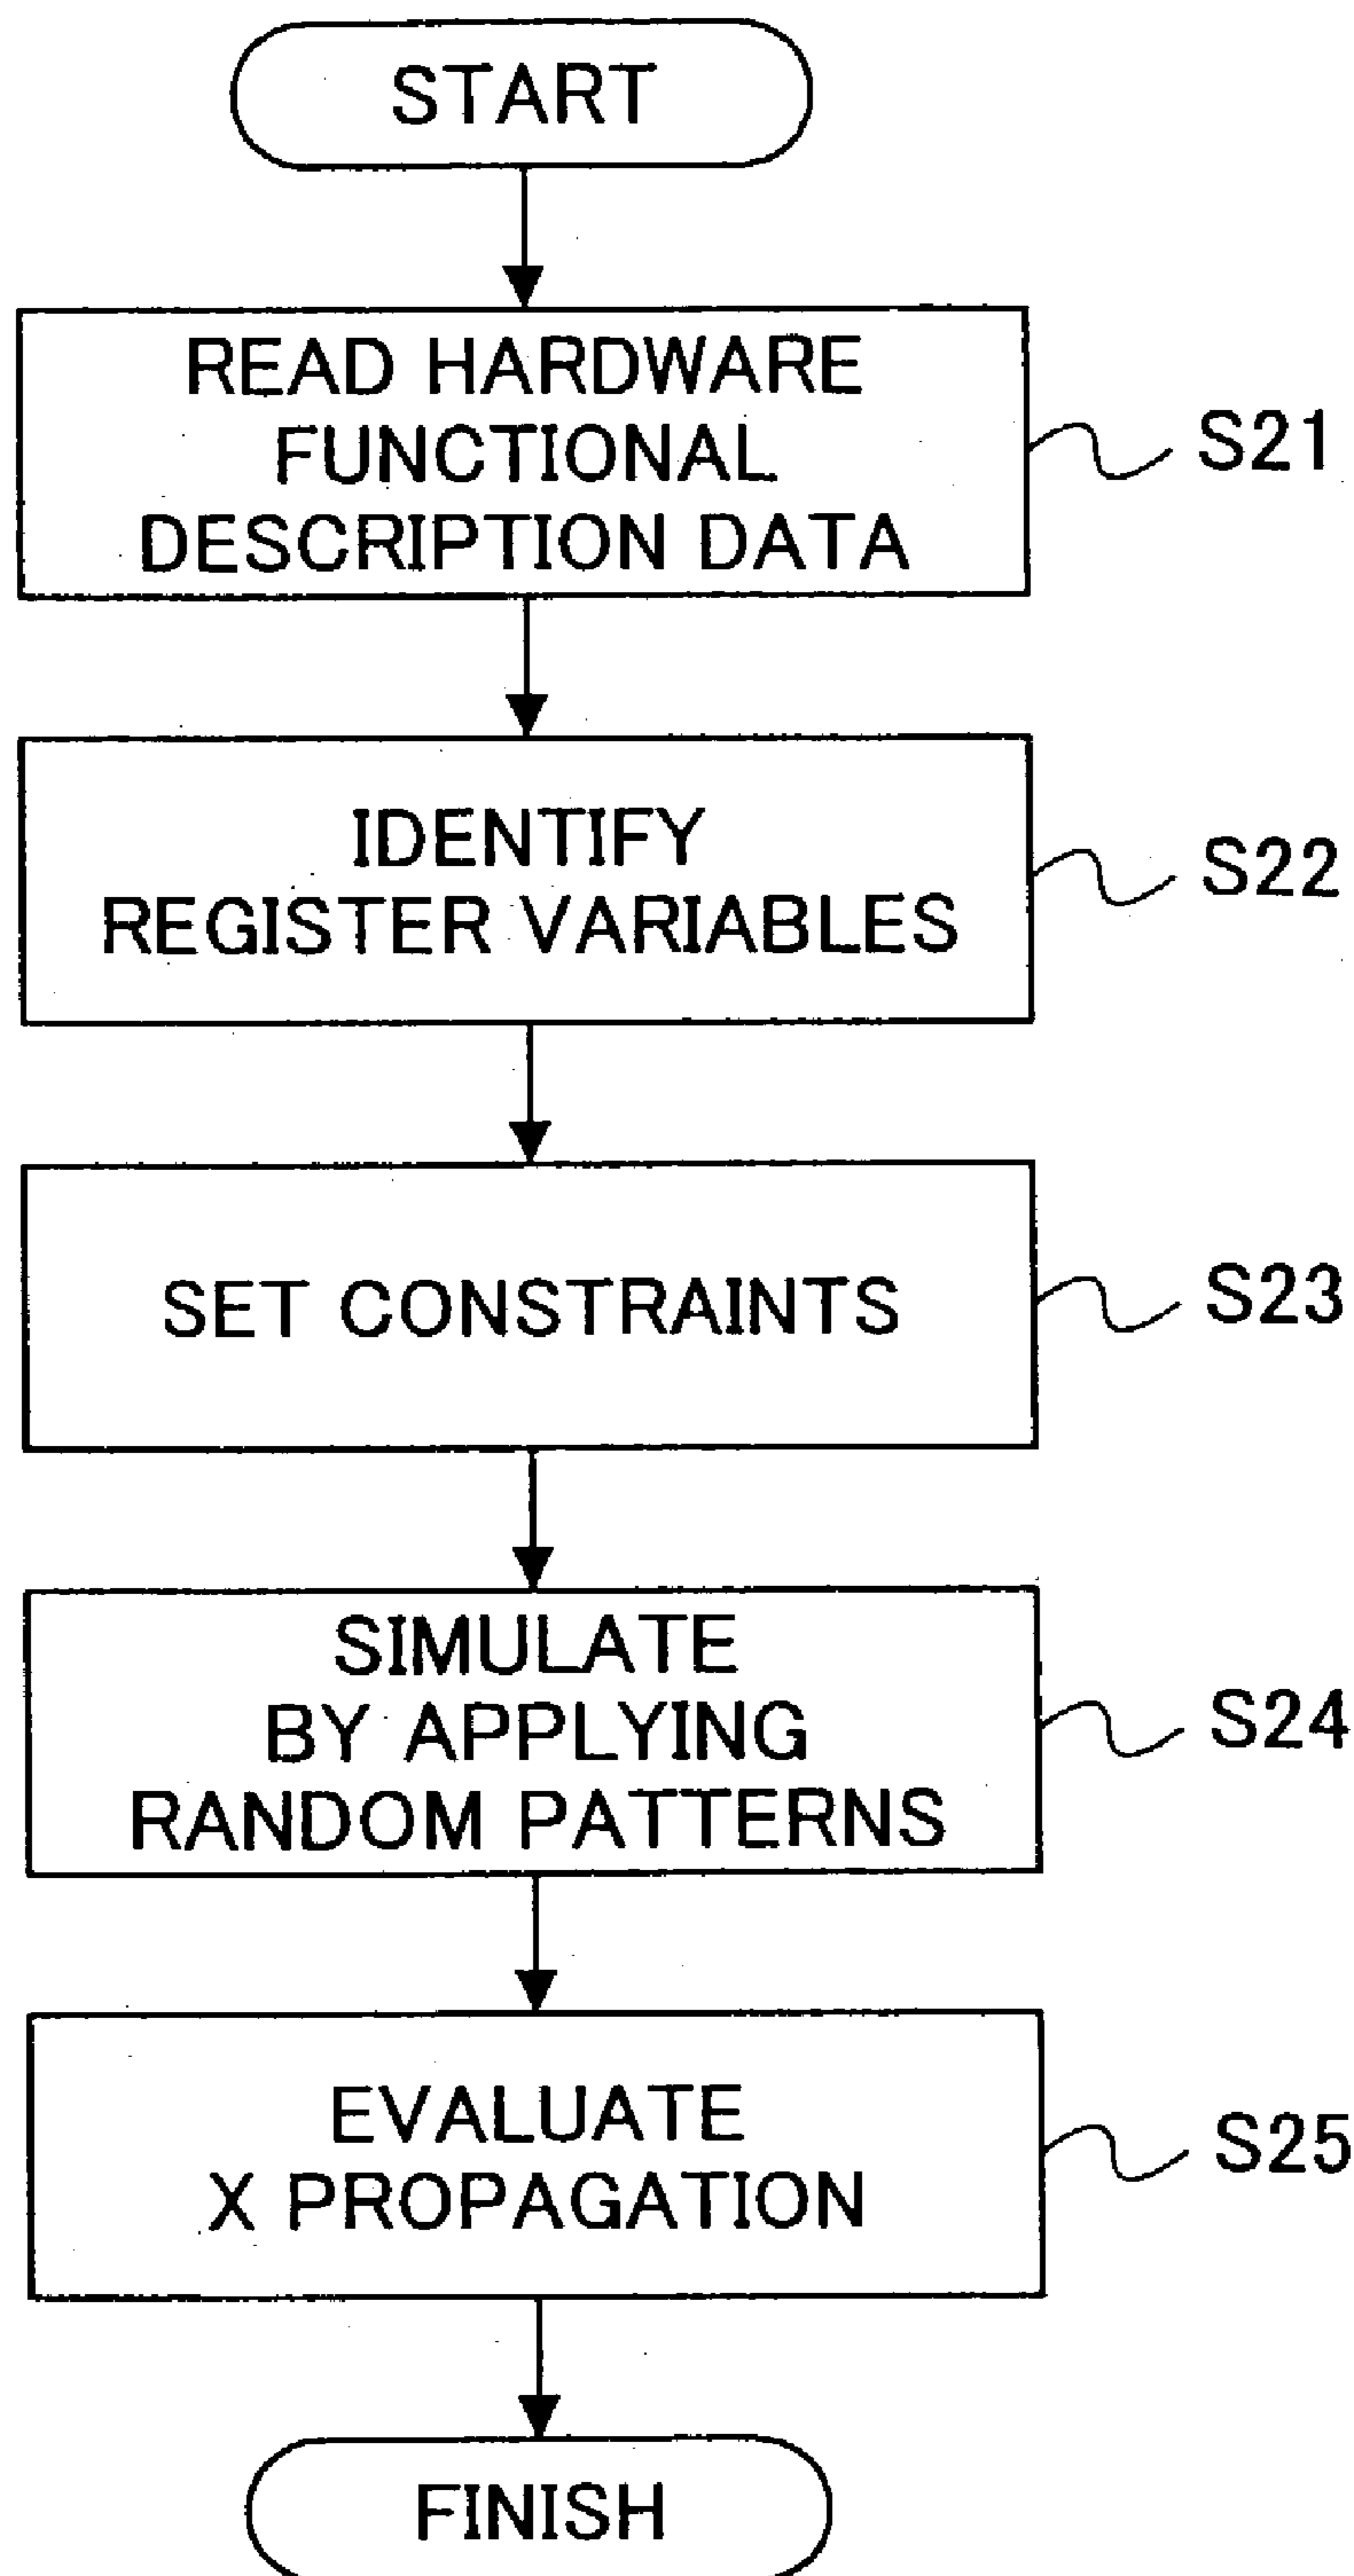 START
READ HARDWARE
FUNCTIONAL
DESCRIPTION DATA
S21
IDENTIFY
REGISTER VARIABLES
S22
SET CONSTRAINTS
S23
SIMULATE
BY APPLYING
RANDOM PATTERNS
S24
EVALUATE
X PROPAGATION
S25
FINISH